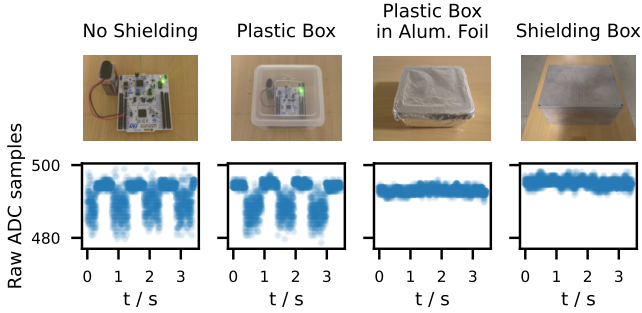 No Shielding
Plastic Box
Plastic Box
in Alum. Foil
Shielding Box
Raw ADC samples
500
480
0
1
2
3
t / s
0
1
2
3
t / s
0
1
2
3
t / s
0
1
2
3
t / s